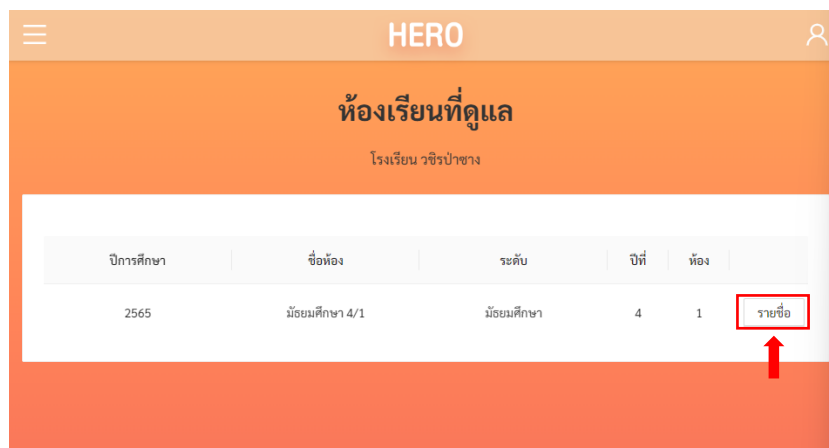 HERO
ห้องเรียนที่ดูแล
โรงเรียน วชิรป่าซาง
ปีการศึกษา ชื่อห้อง ระดับ ปีที่ ห้อง
2565 มัธยมศึกษา 4/1 มัธยมศึกษา 4 1 รายชื่อ